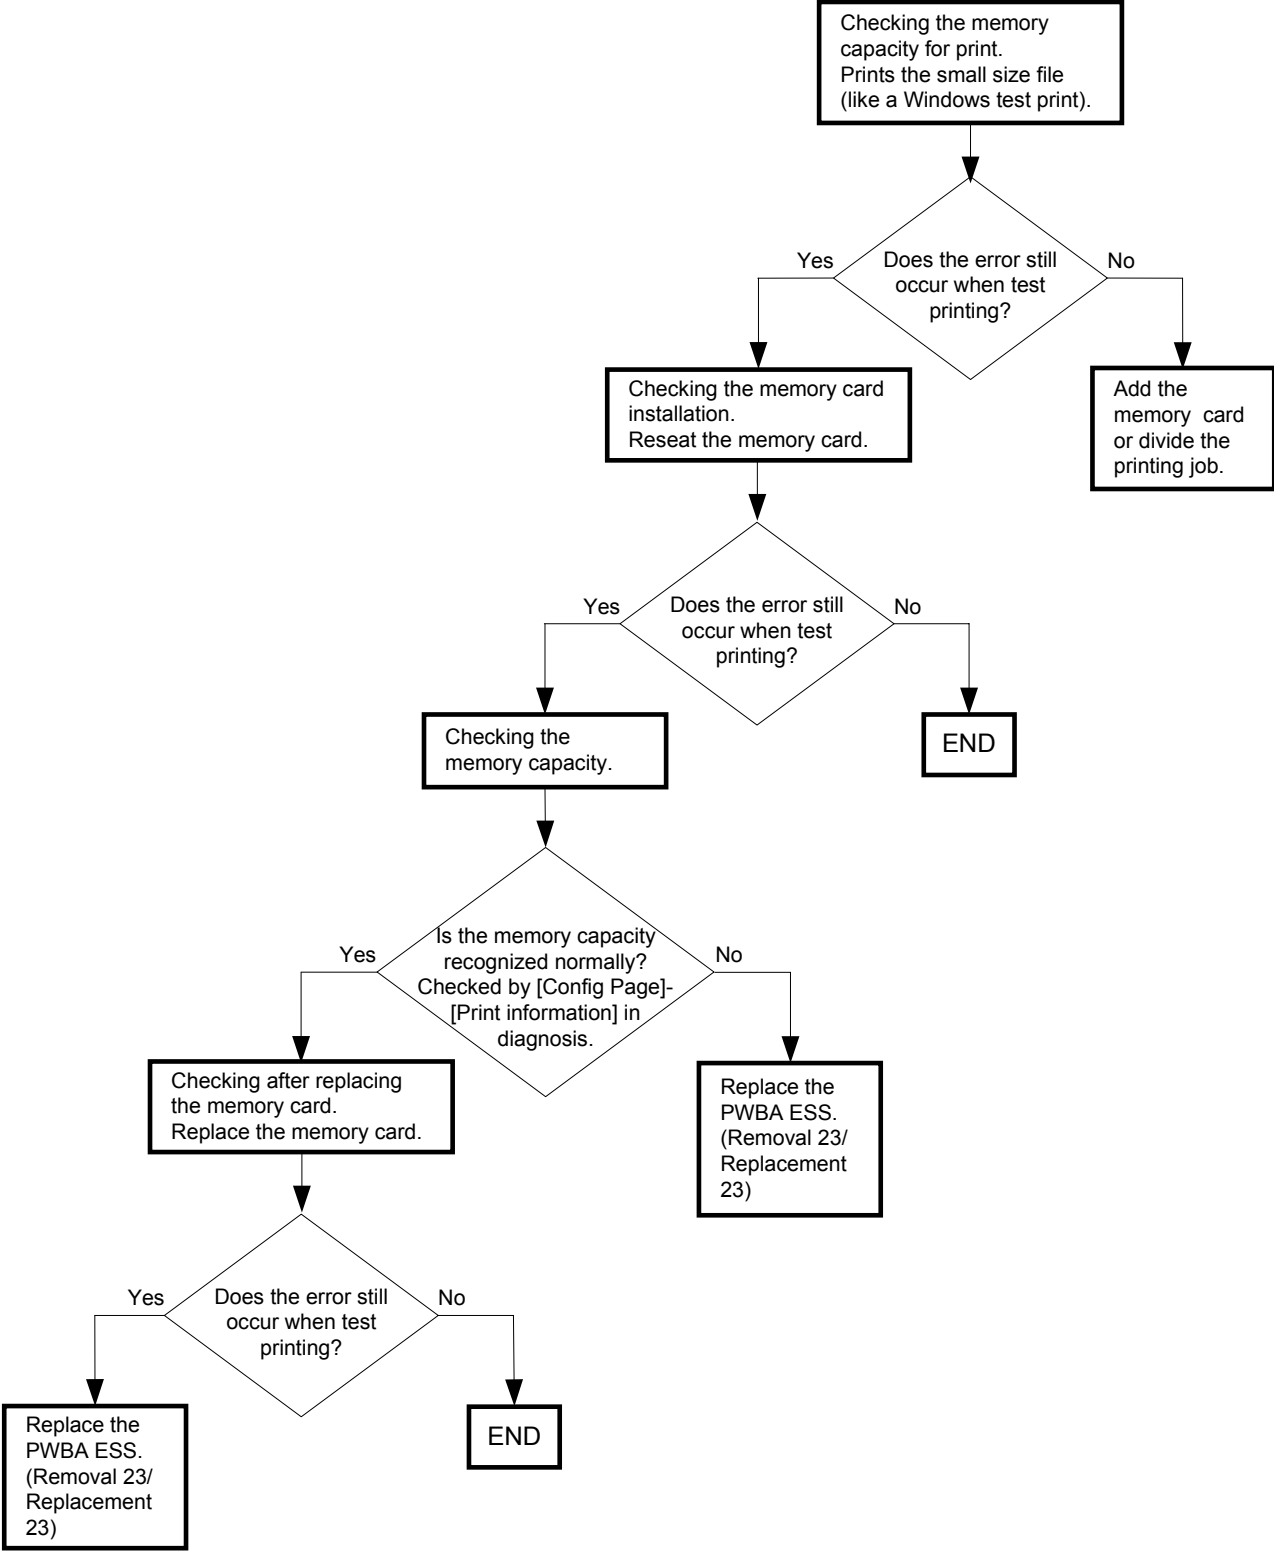 Checking the memory
capacity for print.
Prints the small size file
(like a Windows test print).
Yes
Does the error still
occur when test
printing?
No
Checking the memory card
installation.
Reseat the memory card.
Add the
memory card
or divide the
printing job.
Yes
Does the error still
occur when test
printing?
No
Checking the
memory capacity.
END
Yes
Is the memory capacity
recognized normally?
Checked by [Config Page]-
[Print information] in
diagnosis.
No
Checking after replacing
the memory card.
Replace the memory card.
Replace the
PWBA ESS.
(Removal 23/
Replacement
23)
Yes
Does the error still
occur when test
printing?
No
Replace the
PWBA ESS.
(Removal 23/
Replacement
23)
END